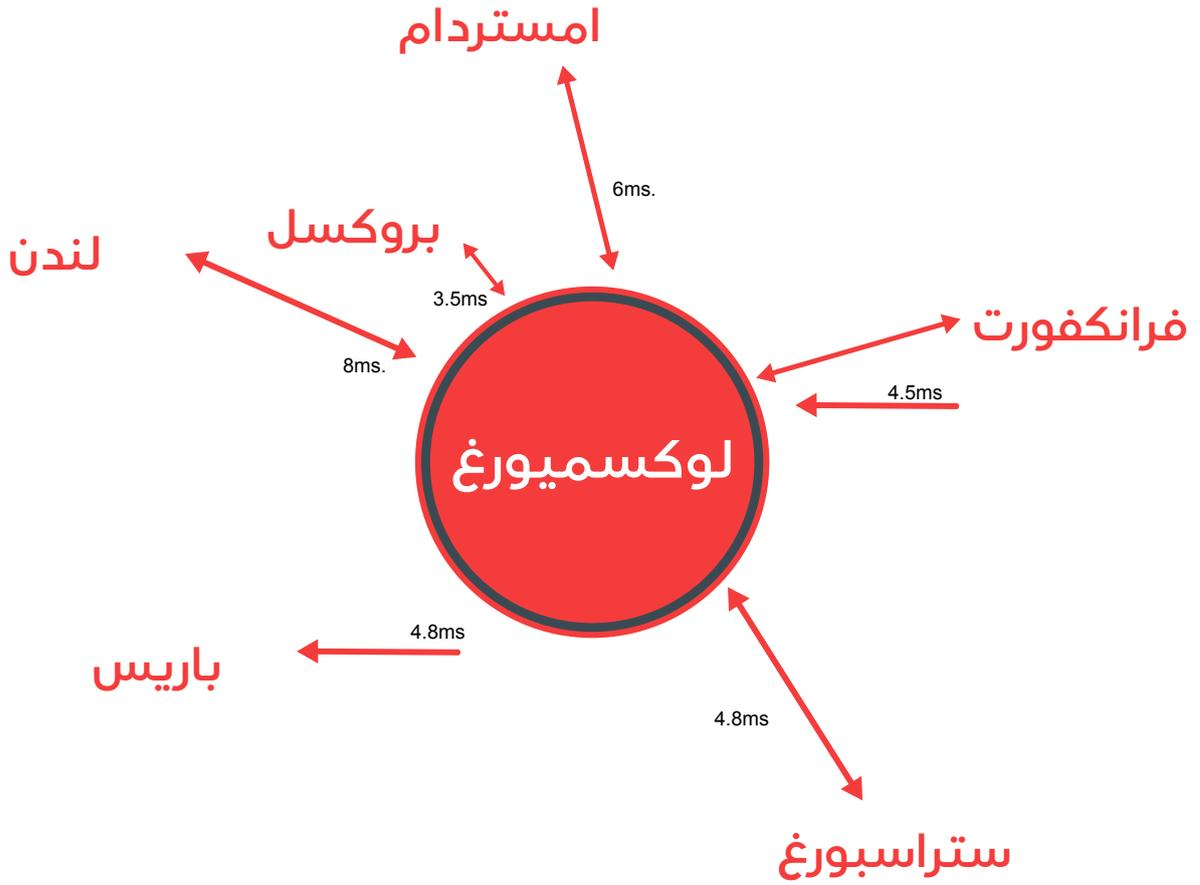 امستردام
6ms.
بروكسل
لندن
3.5ms
8ms.
فرانكفورت
4.5ms
لوكسميورغ
4.8ms
باريس
4.8ms
ستراسبورغ